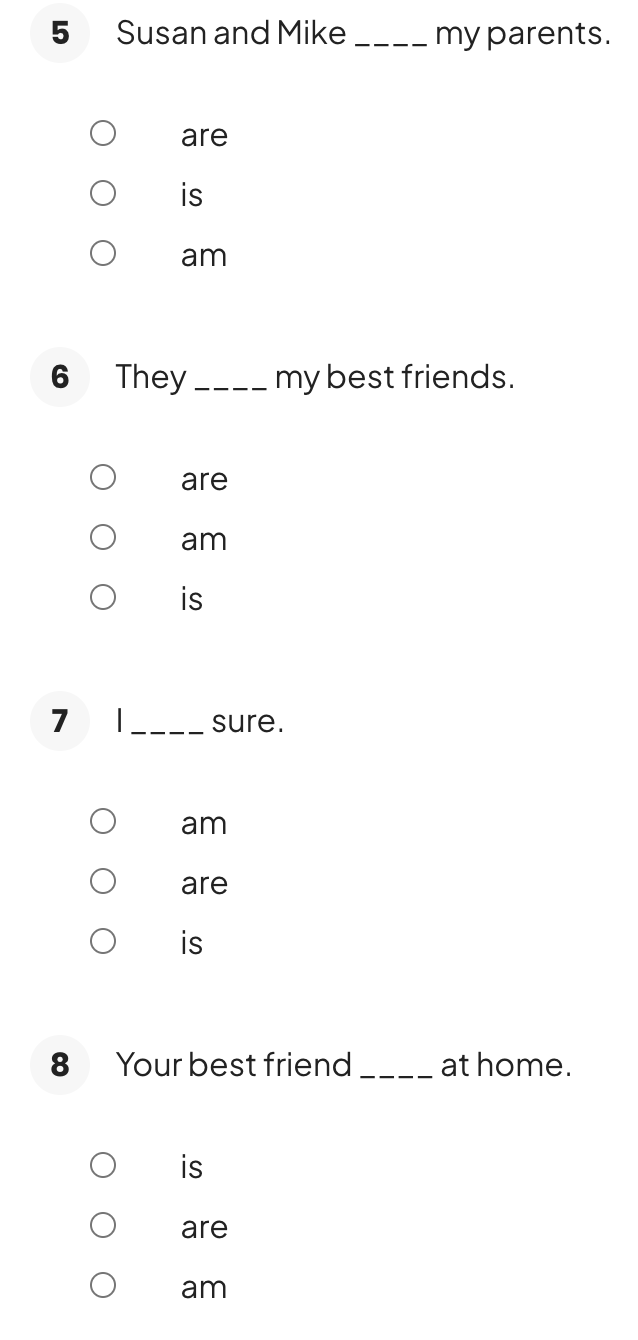 5 Susan and Mike ____ my parents.
are
is
am
6 They ____ my best friends.
are
am
is
7 I ____ sure.
am
are
is
8 Your best friend ____ at home.
is
are
am